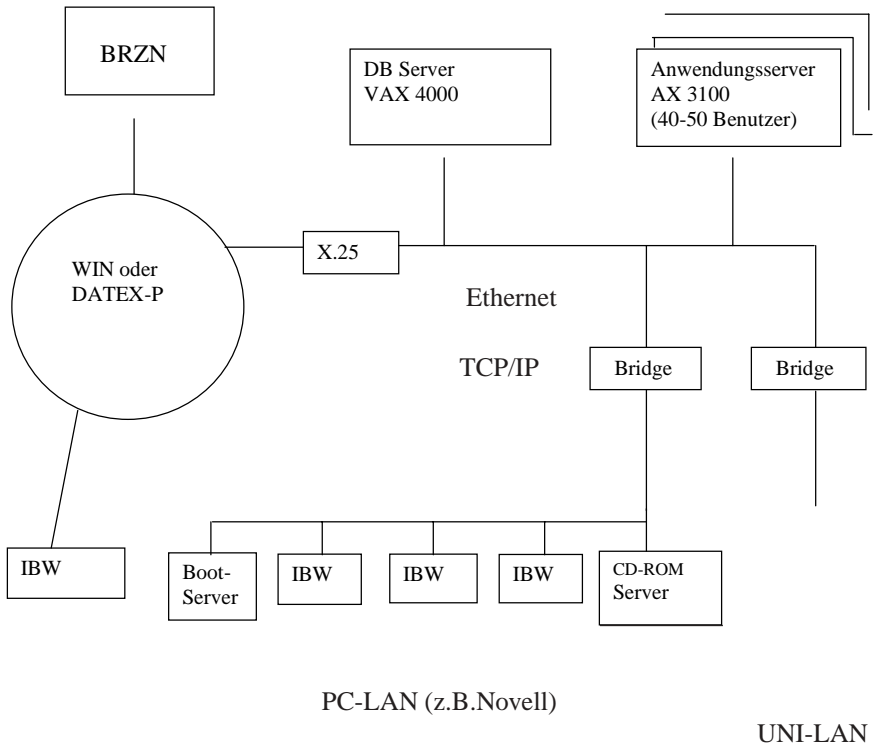 BRZN
DB Server
VAX 4000
Anwendungsserver
AX 3100
(40-50 Benutzer)
X.25
WIN oder
DATEX-P
Ethernet
TCP/IP
Bridge
Bridge
IBW
Boot-
Server
IBW
IBW
IBW
CD-ROM
Server
PC-LAN (z.B.Novell)
UNI-LAN